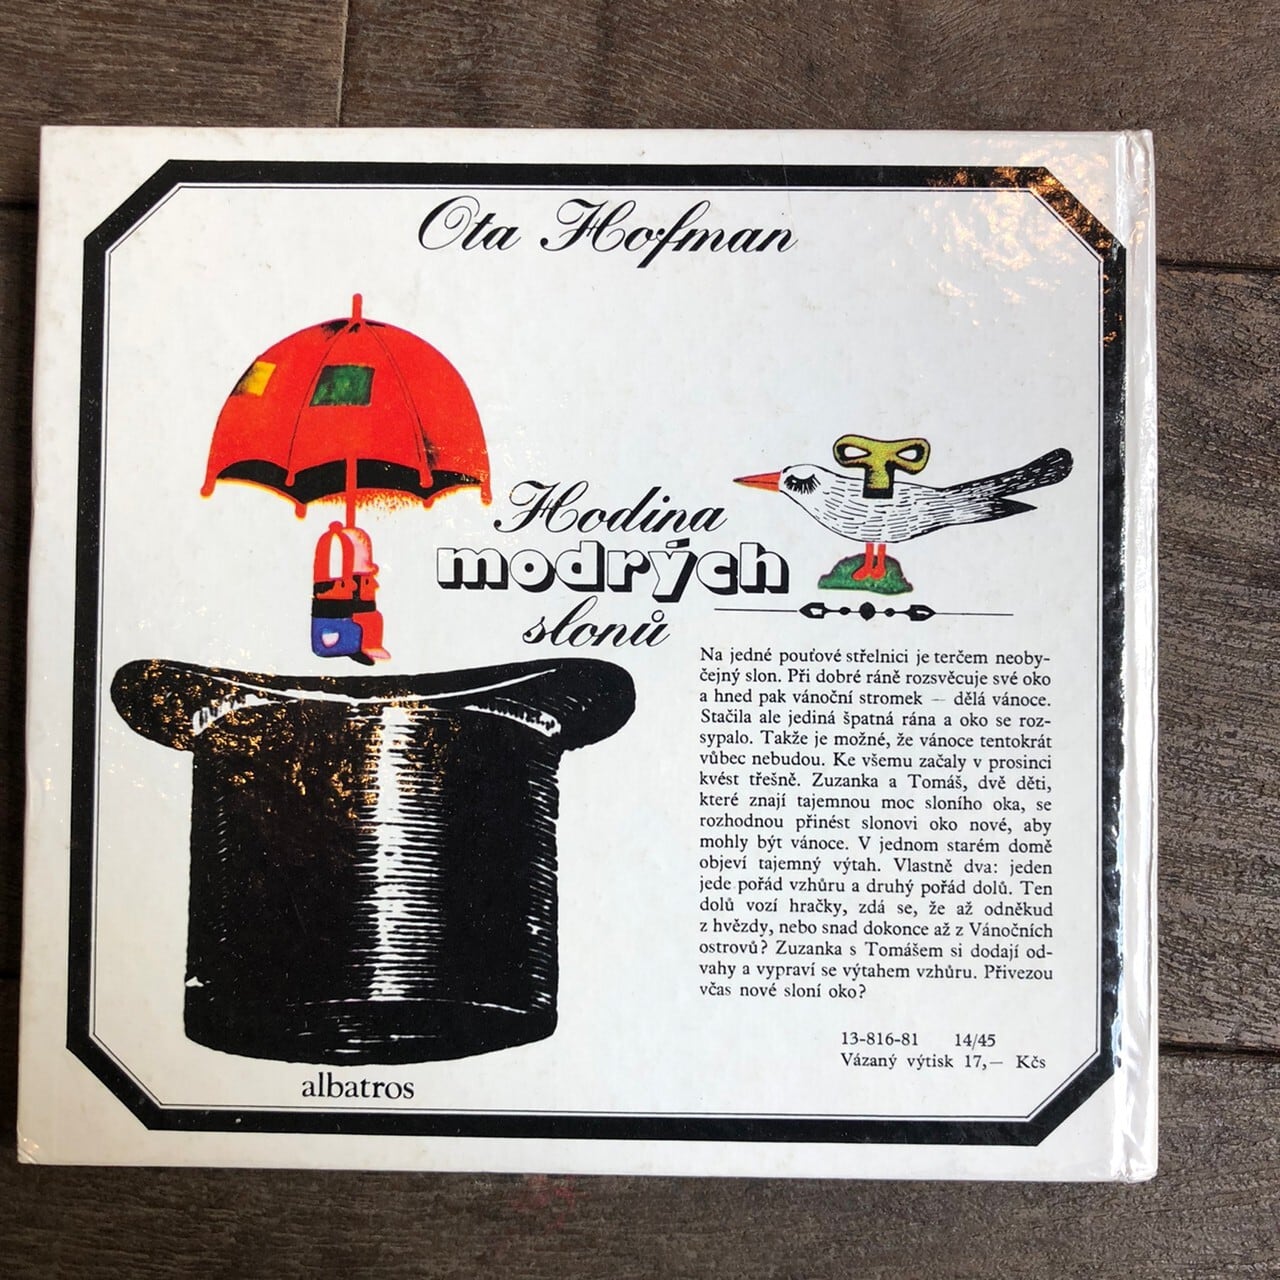 Ota Hofman
Hodina
modrých
slonů
Na jedné pouťové střelnici je terčem neoby-
čejný slon. Při dobré ráně rozsvěcuje své oko
a hned pak vánoční stromek — dělá vánoce.
Stačila ale jediná špatná rána a oko se roz-
sypalo. Takže je možné, že vánoce tentokrát
vůbec nebudou. Ke všemu začaly v prosinci
kvést třešně. Zuzanka a Tomáš, dvě děti,
které znají tajemnou moc sloního oka, se
rozhodnou přinést slonovi oko nové, aby
mohly být vánoce. V jednom starém domě
objeví tajemný výtah. Vlastně dva: jeden
jede pořád vzhůru a druhý pořád dolů. Ten
dolů vozí hračky, zdá se, že až odněkud
z hvězdy, nebo snad dokonce až z Vánočních
ostrovů? Zuzanka s Tomášem si dodají od-
vahy a vypraví se výtahem vzhůru. Přivezou
včas nové sloní oko?
13-816-81 14/45
Vázaný výtisk 17,— Kčs
albatros